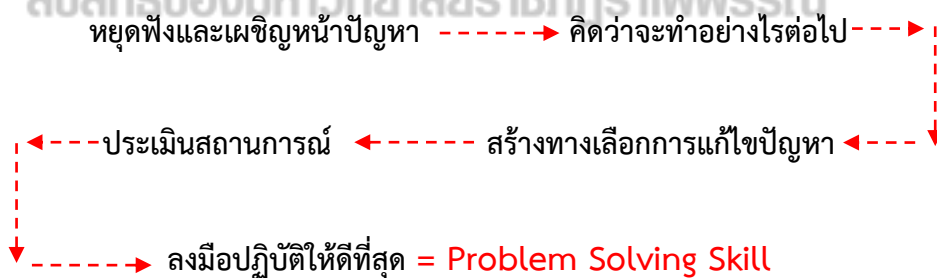 หยุดฟังและเผชิญหน้าปัญหา คิดว่าจะทำอย่างไรต่อไป
ประเมินสถานการณ์ สร้างทางเลือกการแก้ไขปัญหา
ลงมือปฏิบัติให้ดีที่สุด = Problem Solving Skill